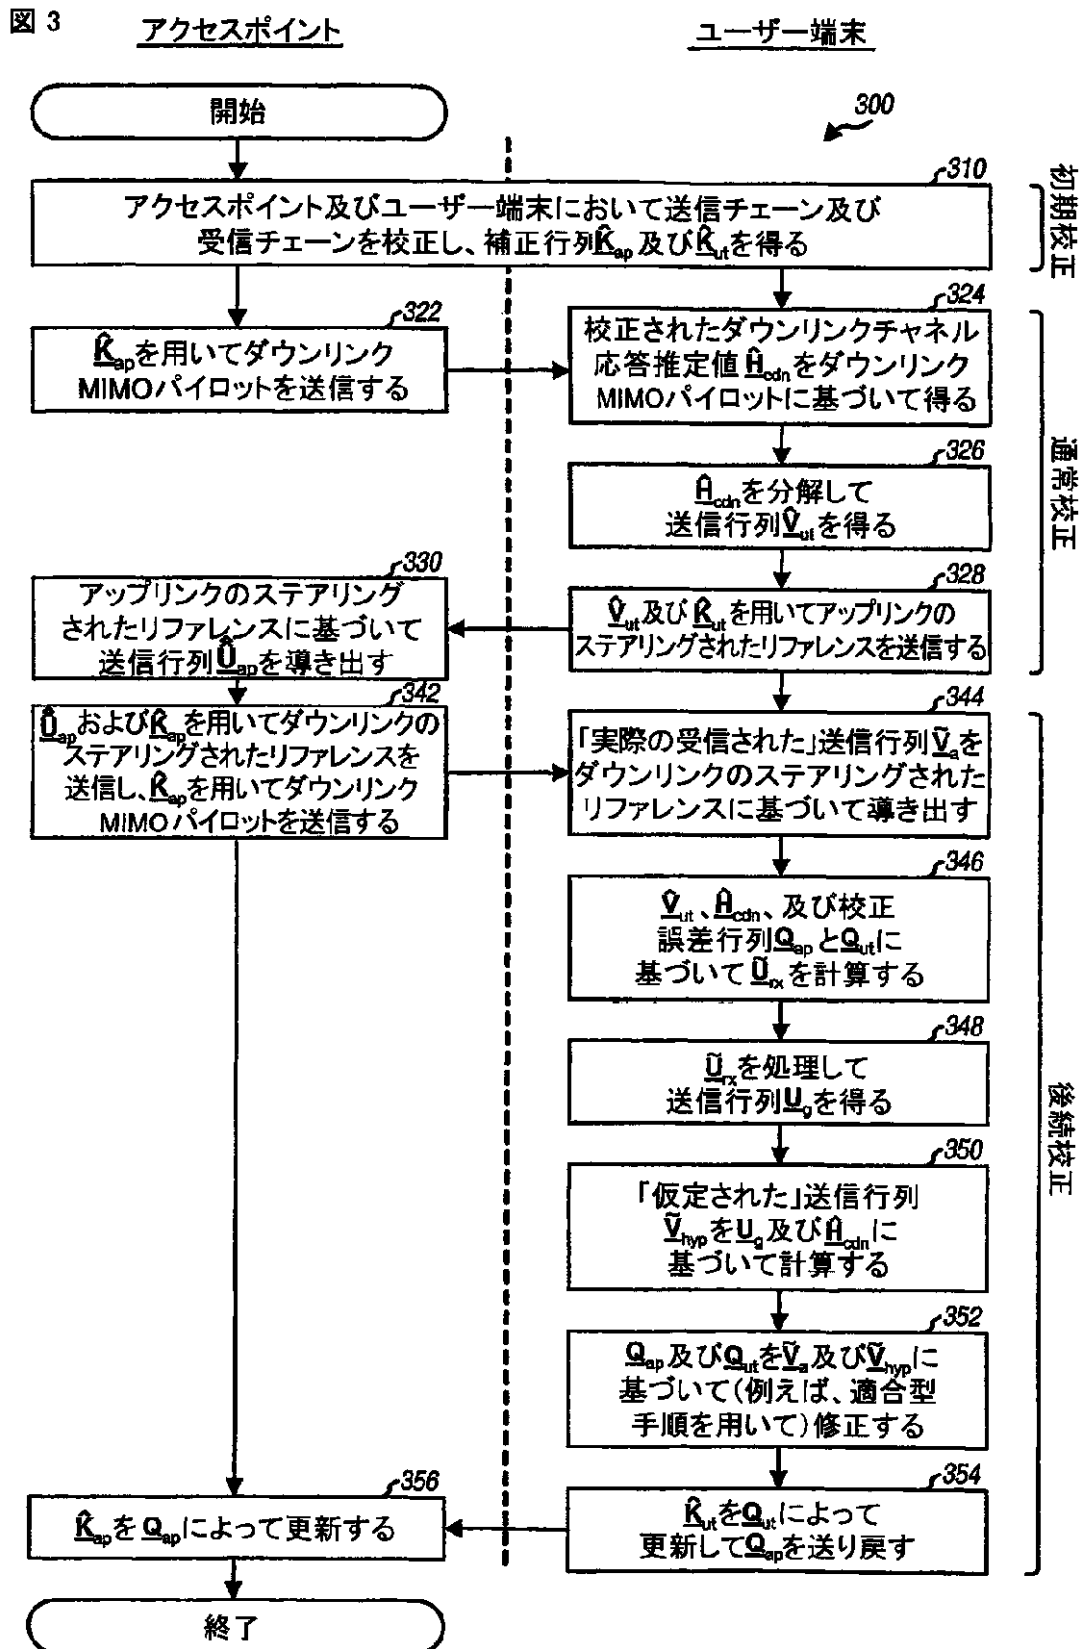 図 3
アクセスポイント
ユーザー端末
開始
300
310
アクセスポイント及びユーザー端末において送信チェーン及び
受信チェーンを校正し、補正行列K̂ap及びK̂utを得る
初期校正
322
K̂apを用いてダウンリンク
MIMOパイロットを送信する
324
校正されたダウンリンクチャネル
応答推定値Ĥcdnをダウンリンク
MIMOパイロットに基づいて得る
326
Ĥcdnを分解して
送信行列V̂utを得る
通常校正
328
V̂ut及びK̂utを用いてアップリンクの
ステアリングされたリファレンスを送信する
330
アップリンクのステアリング
されたリファレンスに基づいて
送信行列Ûapを導き出す
342
ÛapおよびK̂apを用いてダウンリンクの
ステアリングされたリファレンスを
送信し、K̂apを用いてダウンリンク
MIMOパイロットを送信する
344
「実際の受信された」送信行列Ṽaを
ダウンリンクのステアリングされた
リファレンスに基づいて導き出す
346
V̂ut、Ĥcdn、及び校正
誤差行列QapとQutに
基づいてŨrxを計算する
348
Ũrxを処理して
送信行列Ugを得る
後続校正
350
「仮定された」送信行列
ṼhypをUg及びĤcdnに
基づいて計算する
352
Qap及びQutをṼa及びṼhypに
基づいて(例えば、適合型
手順を用いて)修正する
354
K̂utをQutによって
更新してQapを送り戻す
356
K̂apをQapによって更新する
終了